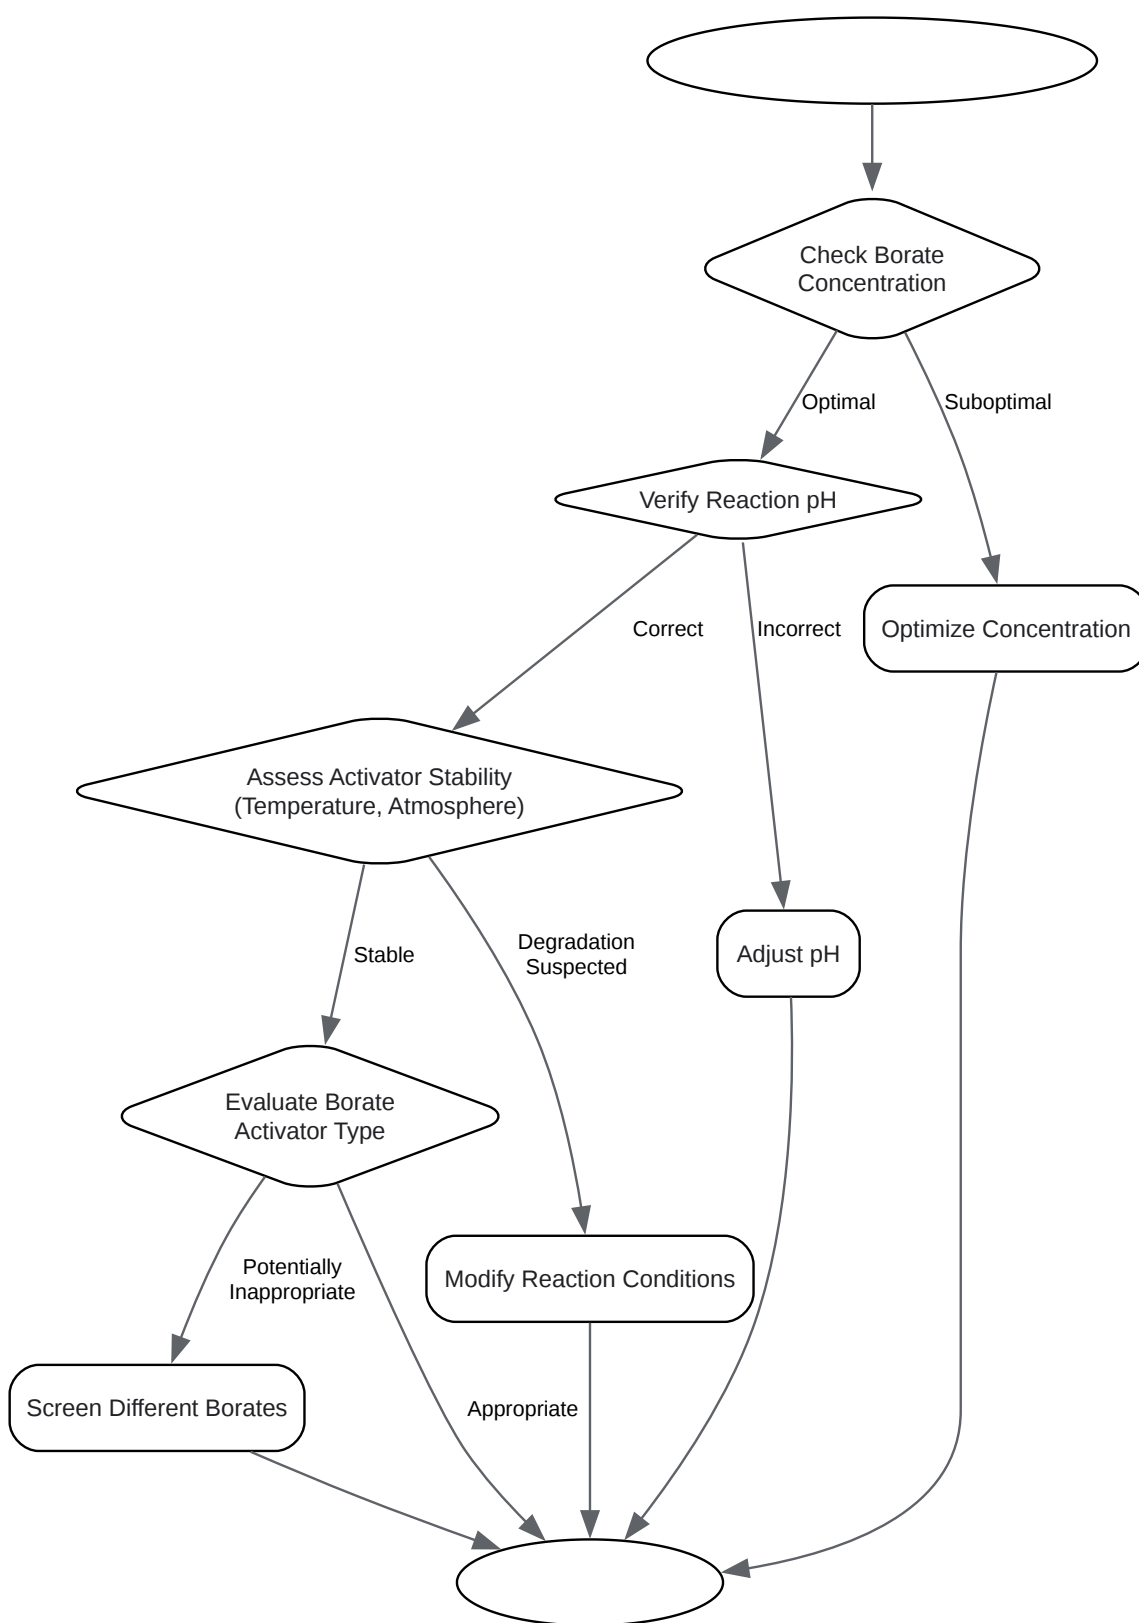 Check Borate
Concentration
Optimal
Suboptimal
Verify Reaction pH
Correct
Incorrect
Optimize Concentration
Assess Activator Stability
(Temperature, Atmosphere)
Stable
Degradation
Suspected
Adjust pH
Evaluate Borate
Activator Type
Potentially
Inappropriate
Modify Reaction Conditions
Screen Different Borates
Appropriate